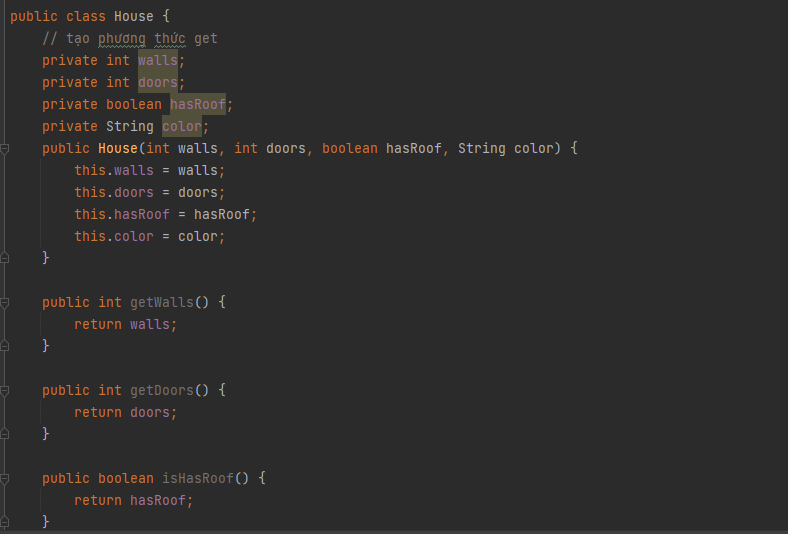 public class House {
// tạo phương thức get
private int walls;
private int doors;
private boolean hasRoof;
private String color;
public House(int walls, int doors, boolean hasRoof, String color) {
this.walls = walls;
this.doors = doors;
this.hasRoof = hasRoof;
this.color = color;
}
public int getWalls() {
return walls;
}
public int getDoors() {
return doors;
}
public boolean isHasRoof() {
return hasRoof;
}